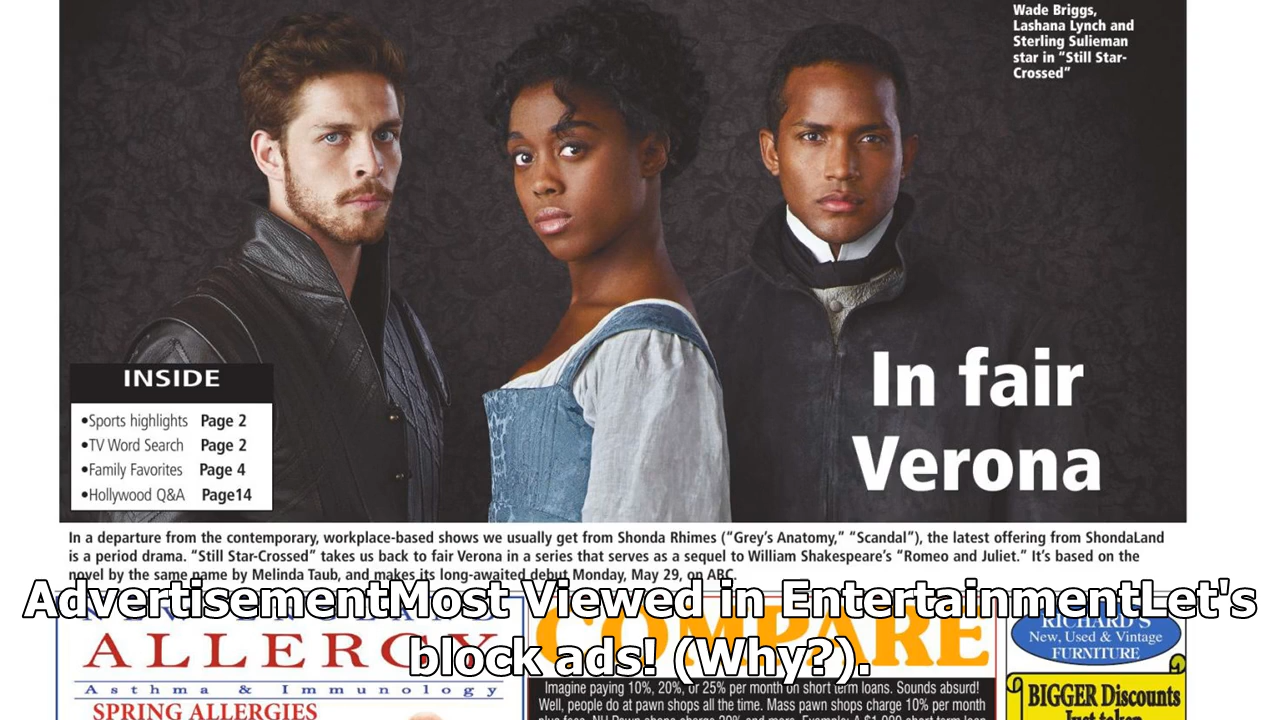 Wade Briggs,
Lashana Lynch and
Sterling Sulieman
star in “Still Star-
Crossed”
In fair
Verona
INSIDE
•Sports highlights Page 2
•TV Word Search Page 2
•Family Favorites Page 4
•Hollywood Q&A Page14
In a departure from the contemporary, workplace-based shows we usually get from Shonda Rhimes (“Grey’s Anatomy,” “Scandal”), the latest offering from ShondaLand
is a period drama. “Still Star-Crossed” takes us back to fair Verona in a series that serves as a sequel to William Shakespeare’s “Romeo and Juliet.” It’s based on the
novel by the same name by Melinda Taub, and makes its long-awaited debut Monday, May 29, on ABC.
AdvertisementMost Viewed in EntertainmentLet's
block ads! (Why?).
ALLERGY
Asthma & Immunology
SPRING ALLERGIES
COMPARE
Imagine paying 10%, 20%, or 25% per month on short term loans. Sounds absurd!
Well, people do at pawn shops all the time. Mass pawn shops charge 10% per month
RICHARD'S
New, Used & Vintage
FURNITURE
BIGGER Discounts
Just taken